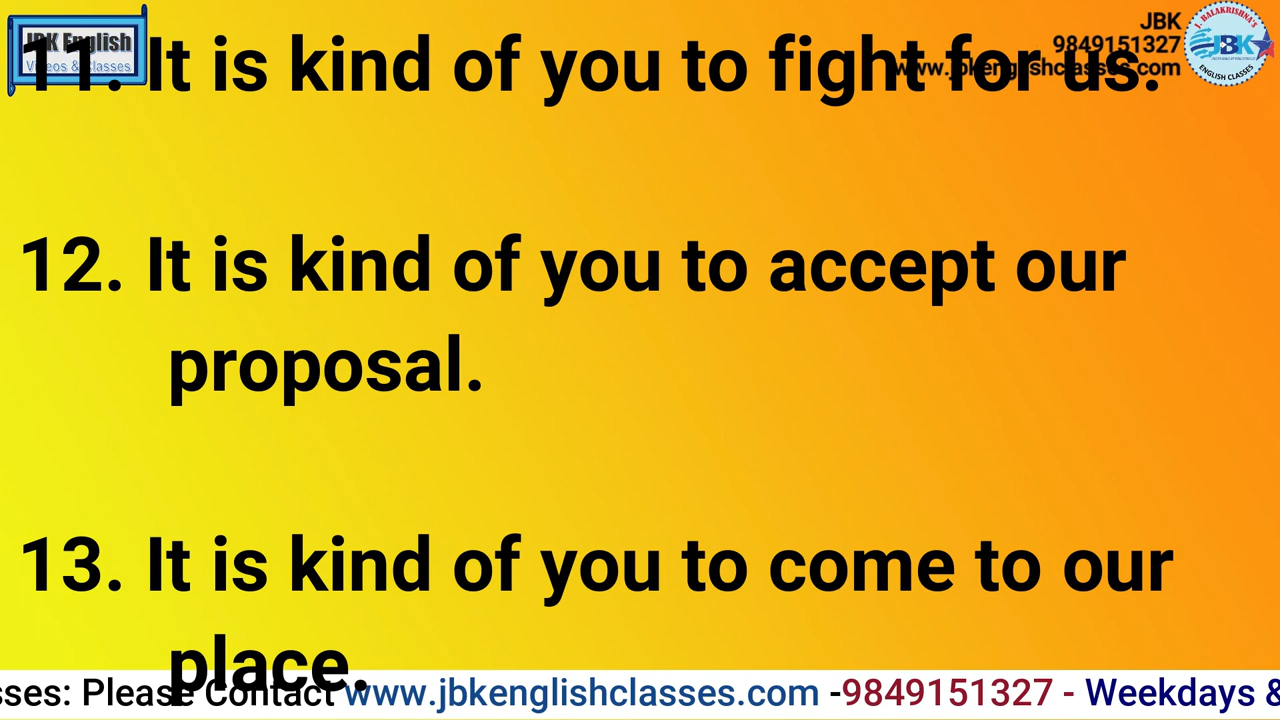 JBK English
Videos & Classes
JBK
9849151327
www.jbkenglishclasses.com
J. BALAKRISHNA'S
JBK
ENGLISH CLASSES
11. It is kind of you to fight for us.
12. It is kind of you to accept our
proposal.
13. It is kind of you to come to our
place.
sses: Please Contact www.jbkenglishclasses.com -9849151327 - Weekdays &